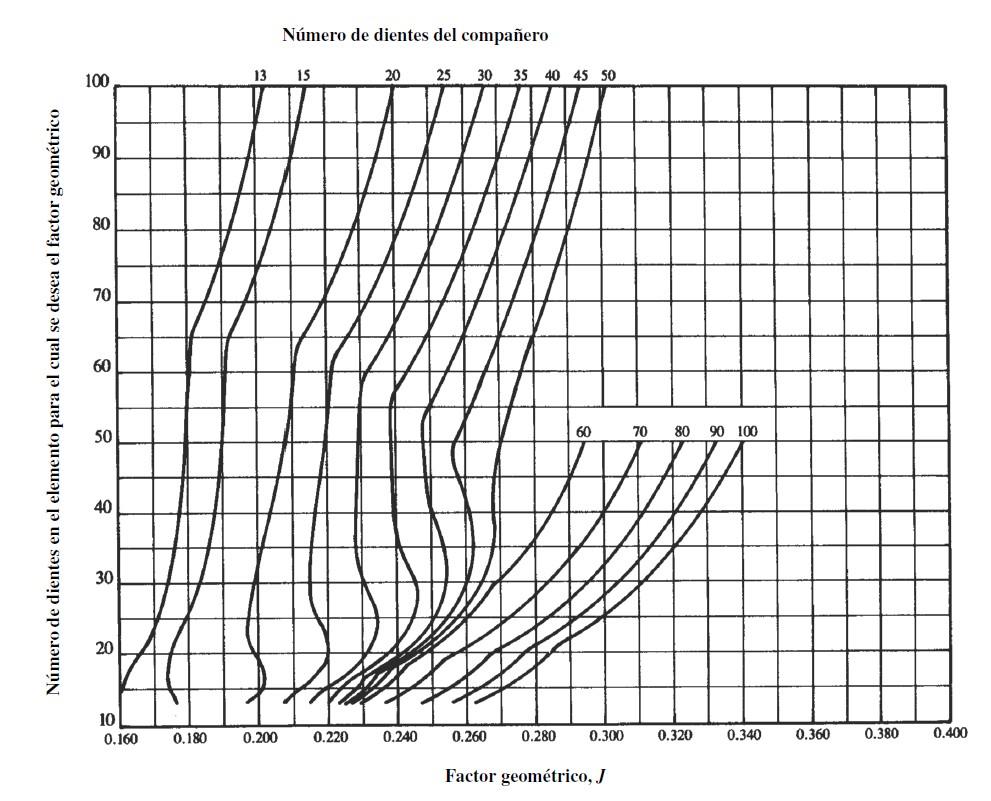 Número de dientes del compañero
13 15 20 25 30 35 40 45 50
Número de dientes en el elemento para el cual se desea el factor geométrico
100
90
80
70
60
50
40
30
20
10
60 70 80 90 100
0.160 0.180 0.200 0.220 0.240 0.260 0.280 0.300 0.320 0.340 0.340 0.380 0.400
Factor geométrico, J